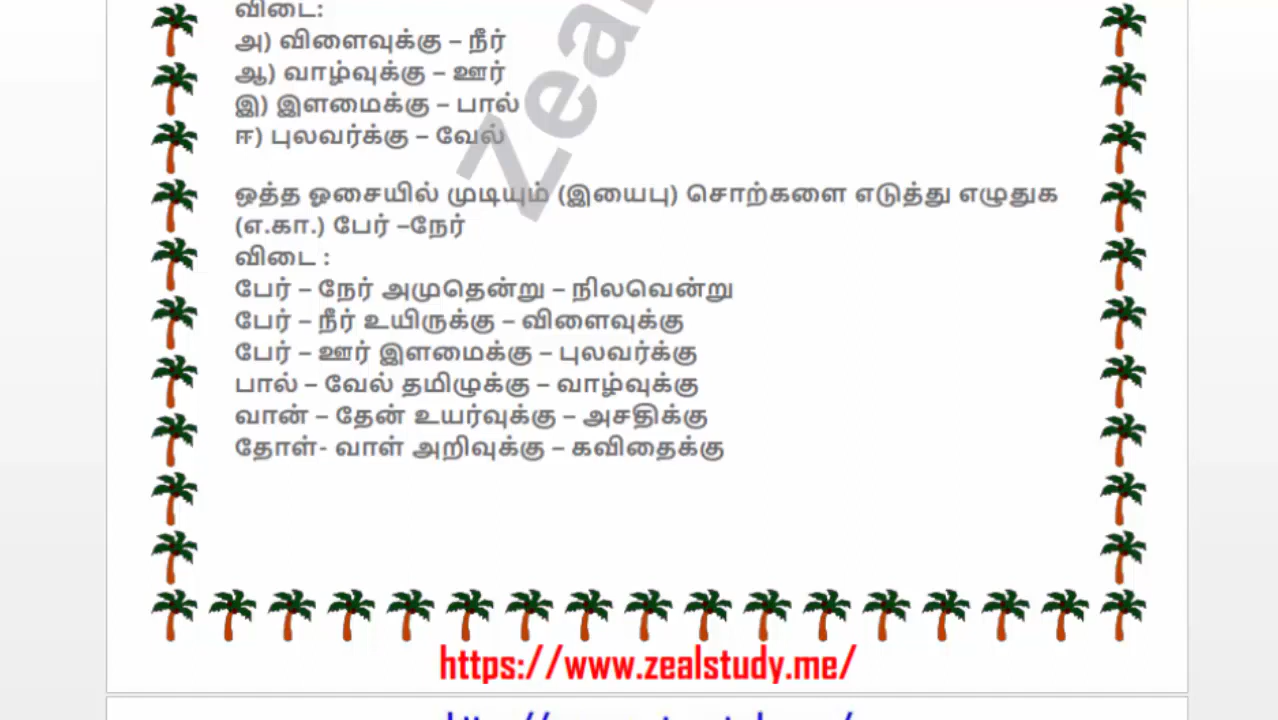 விடை:
அ) விளைவுக்கு – நீர்
ஆ) வாழ்வுக்கு – ஊர்
இ) இளமைக்கு – பால்
ஈ) புலவர்க்கு – வேல்
ஒத்த ஓசையில் முடியும் (இயைபு) சொற்களை எடுத்து எழுதுக
(எ.கா.) பேர் –நேர்
விடை :
பேர் – நேர் அமுதென்று – நிலவென்று
பேர் – நீர் உயிருக்கு – விளைவுக்கு
பேர் – ஊர் இளமைக்கு – புலவர்க்கு
பால் – வேல் தமிழுக்கு – வாழ்வுக்கு
வான் – தேன் உயர்வுக்கு – அசதிக்கு
தோள்- வாள் அறிவுக்கு – கவிதைக்கு
https://www.zealstudy.me/